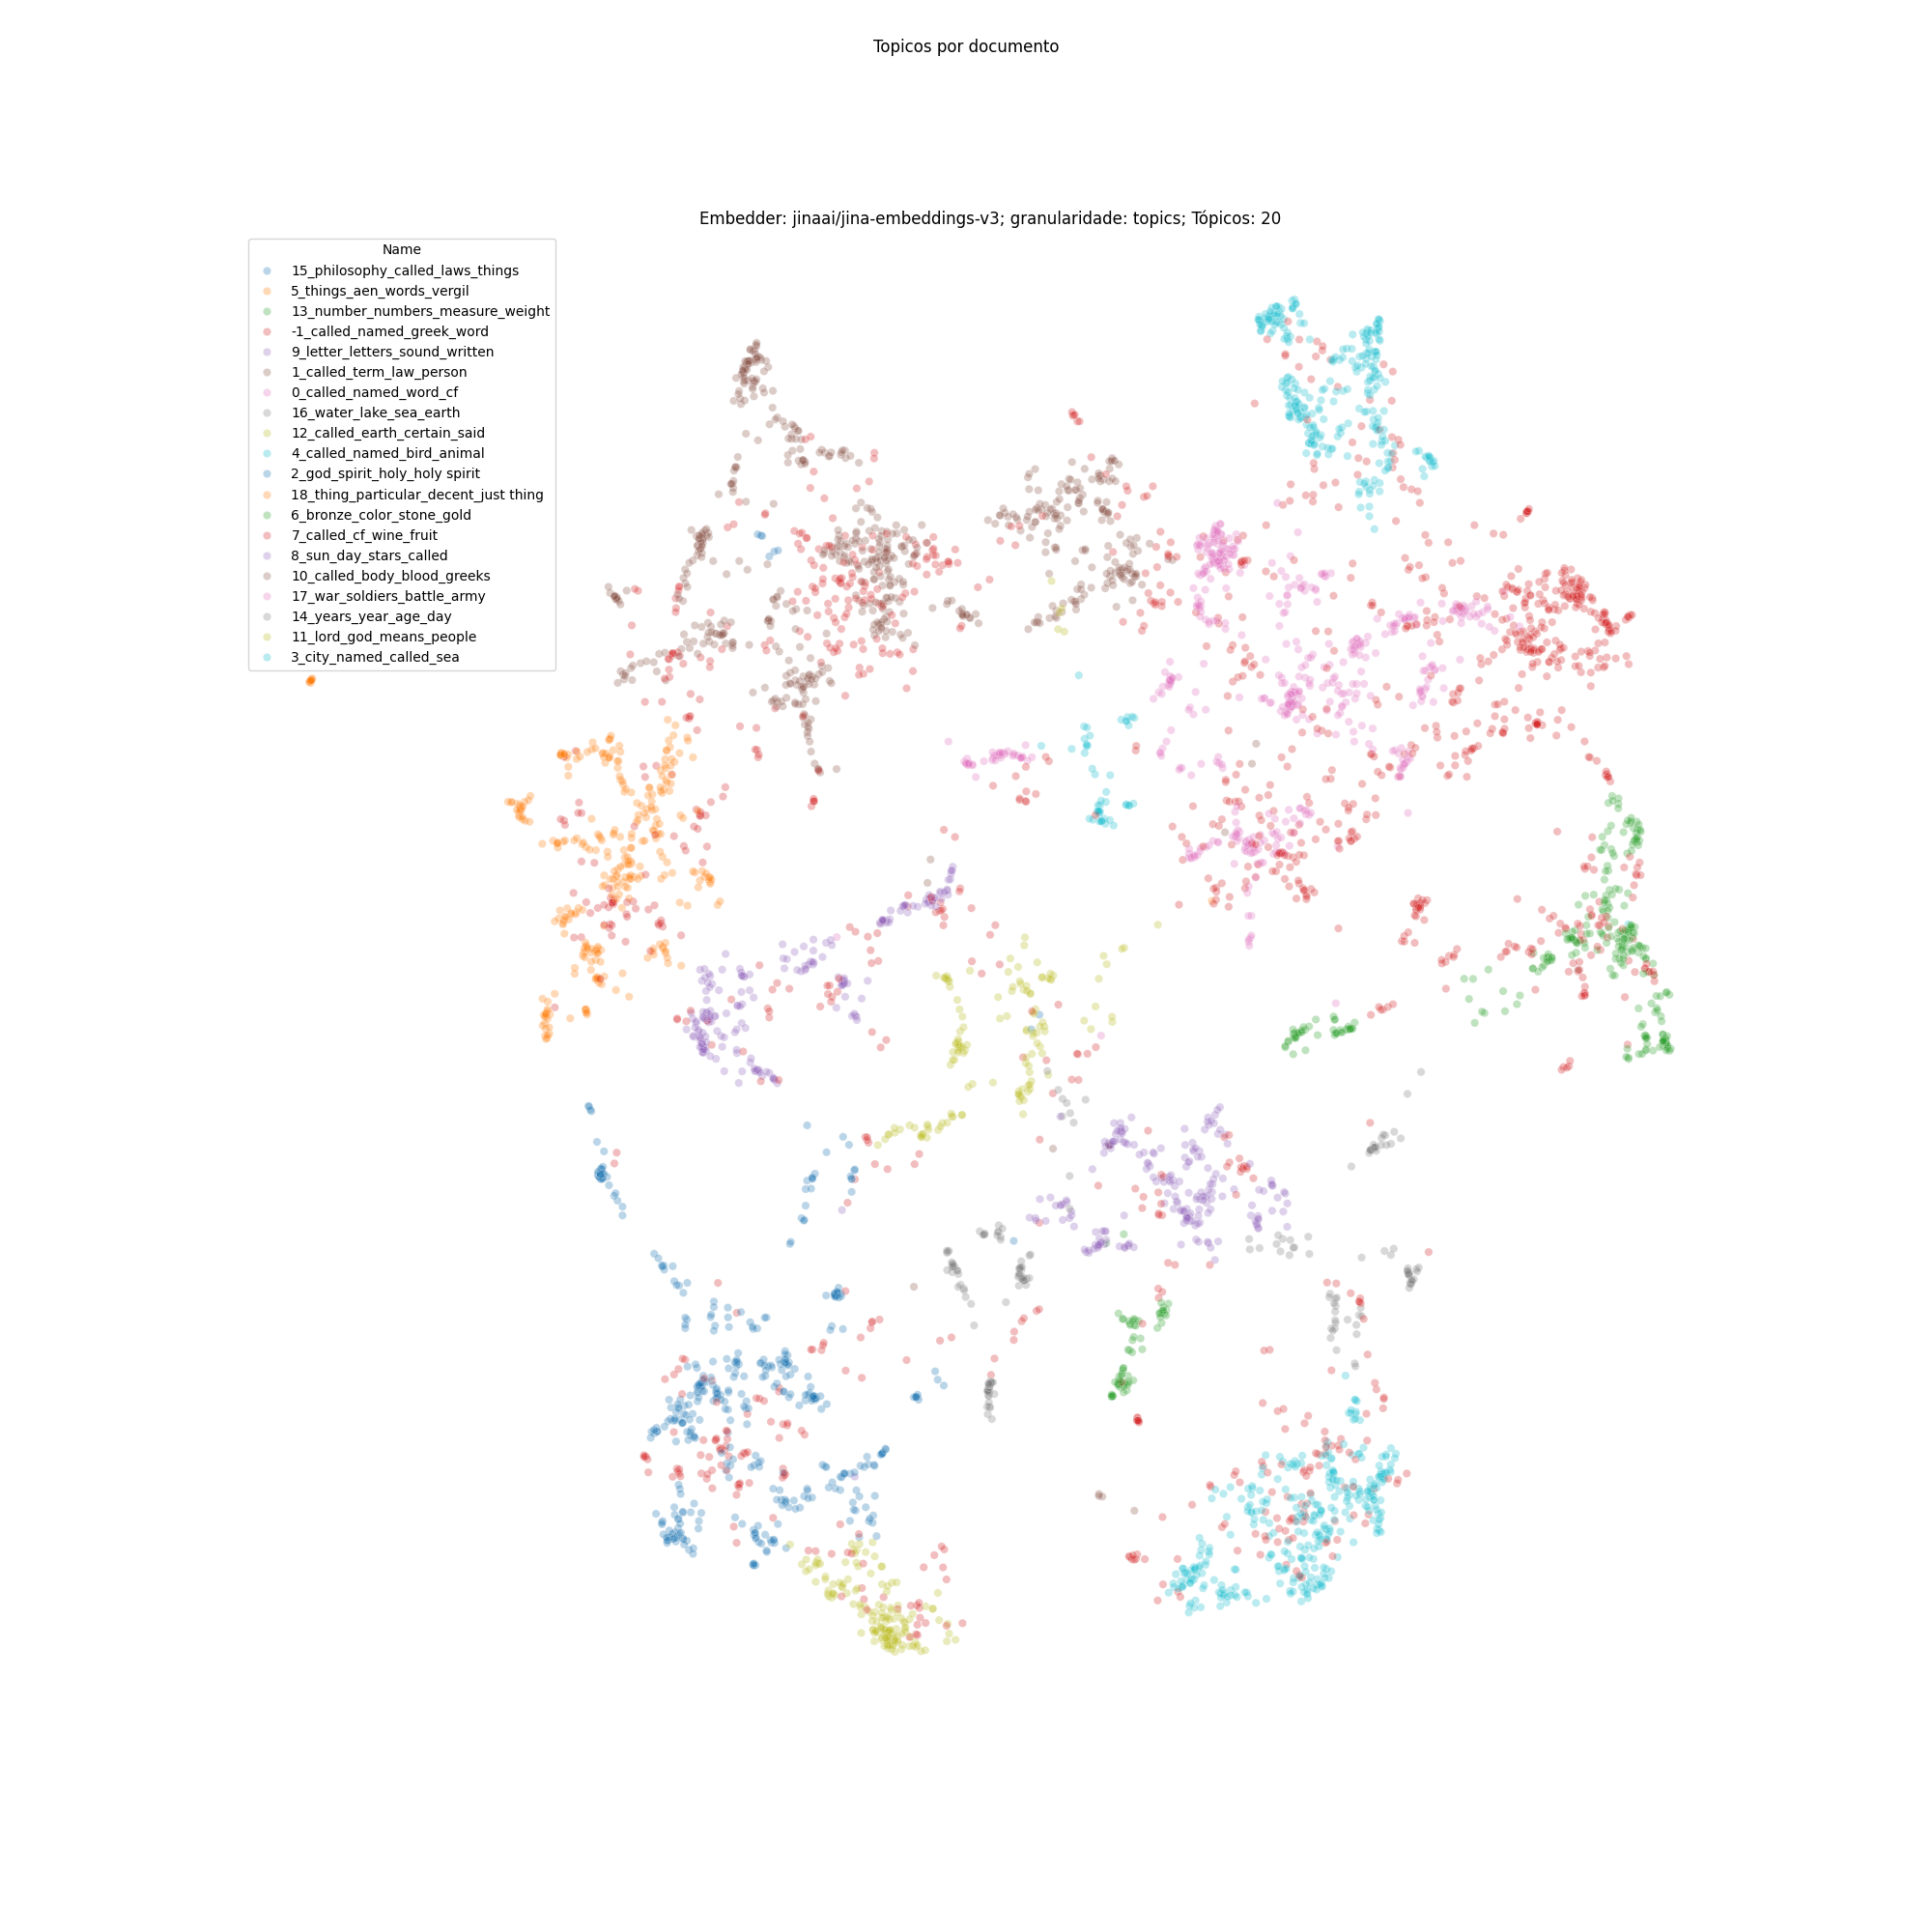 Topicos por documento
Embedder: jinaai/jina-embeddings-v3; granularidade: topics; Tópicos: 20
Name
15_philosophy_called_laws_things
5_things_aen_words_vergil
13_number_numbers_measure_weight
-1_called_named_greek_word
9_letter_letters_sound_written
1_called_term_law_person
0_called_named_word_cf
16_water_lake_sea_earth
12_called_earth_certain_said
4_called_named_bird_animal
2_god_spirit_holy_holy spirit
18_thing_particular_decent_just thing
6_bronze_color_stone_gold
7_called_cf_wine_fruit
8_sun_day_stars_called
10_called_body_blood_greeks
17_war_soldiers_battle_army
14_years_year_age_day
11_lord_god_means_people
3_city_named_called_sea